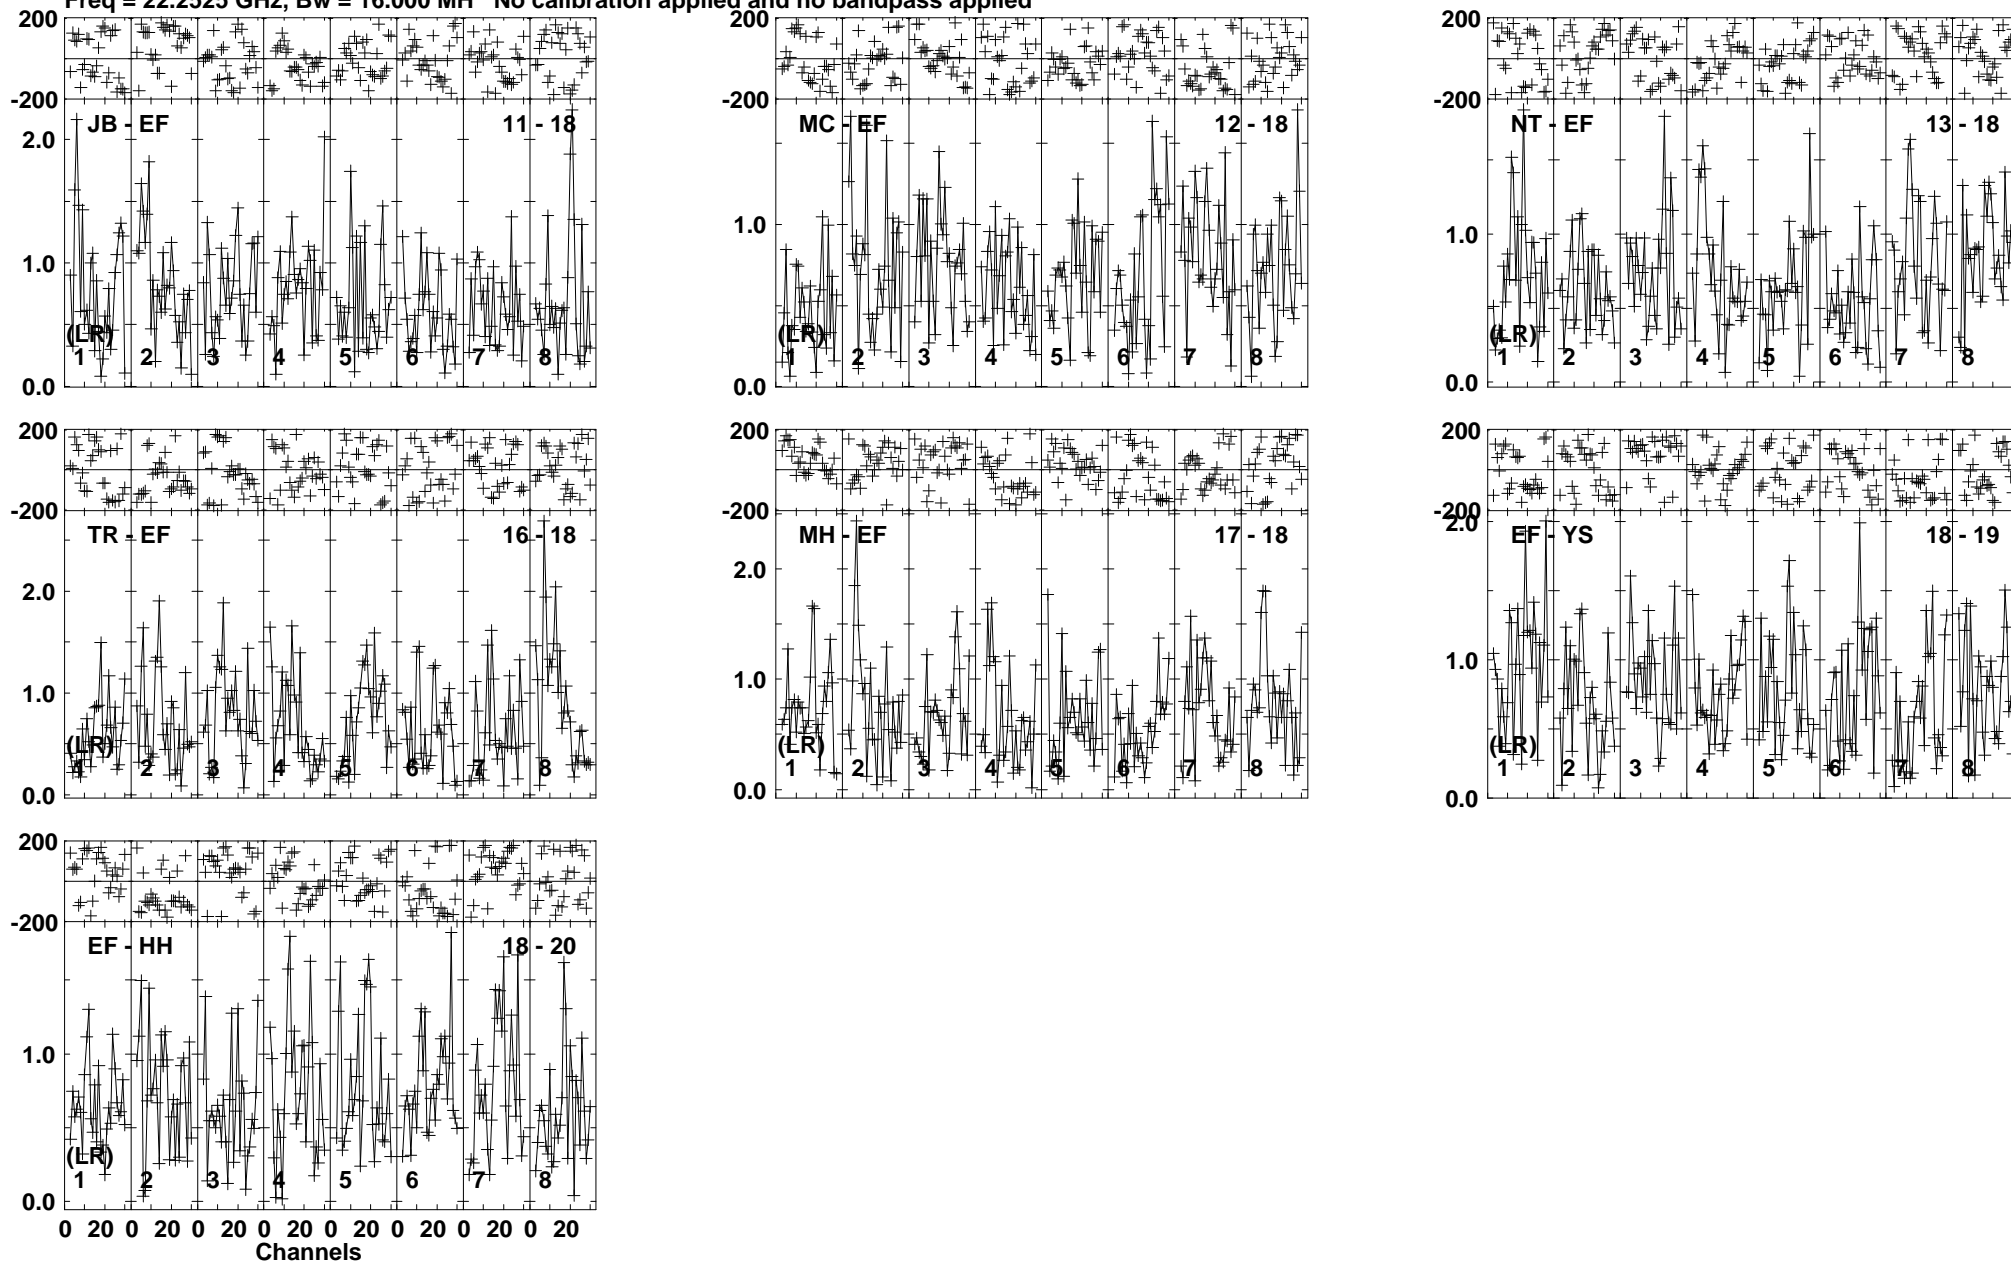 Freq = 22.2525 GHz, Bw = 16.000 MH No calibration applied and no bandpass applied
200
-200
JB - EF 11 - 18
2.0
1.0
0.0
(LR)
1 2 3 4 5 6 7 8
200
-200
MC - EF 12 - 18
1.0
0.0
(LR)
1 2 3 4 5 6 7 8
200
-200
NT - EF 13 - 18
1.0
0.0
(LR)
1 2 3 4 5 6 7 8
200
-200
TR - EF 16 - 18
2.0
1.0
0.0
(LR)
1 2 3 4 5 6 7 8
200
-200
MH - EF 17 - 18
2.0
1.0
0.0
(LR)
1 2 3 4 5 6 7 8
200
-200
2.0
EF - YS 18 - 19
1.0
0.0
(LR)
1 2 3 4 5 6 7 8
200
-200
EF - HH 18 - 20
1.0
0.0
(LR)
1 2 3 4 5 6 7 8
0 20 0 20 0 20 0 20 0 20 0 20 0 20 0 20
Channels